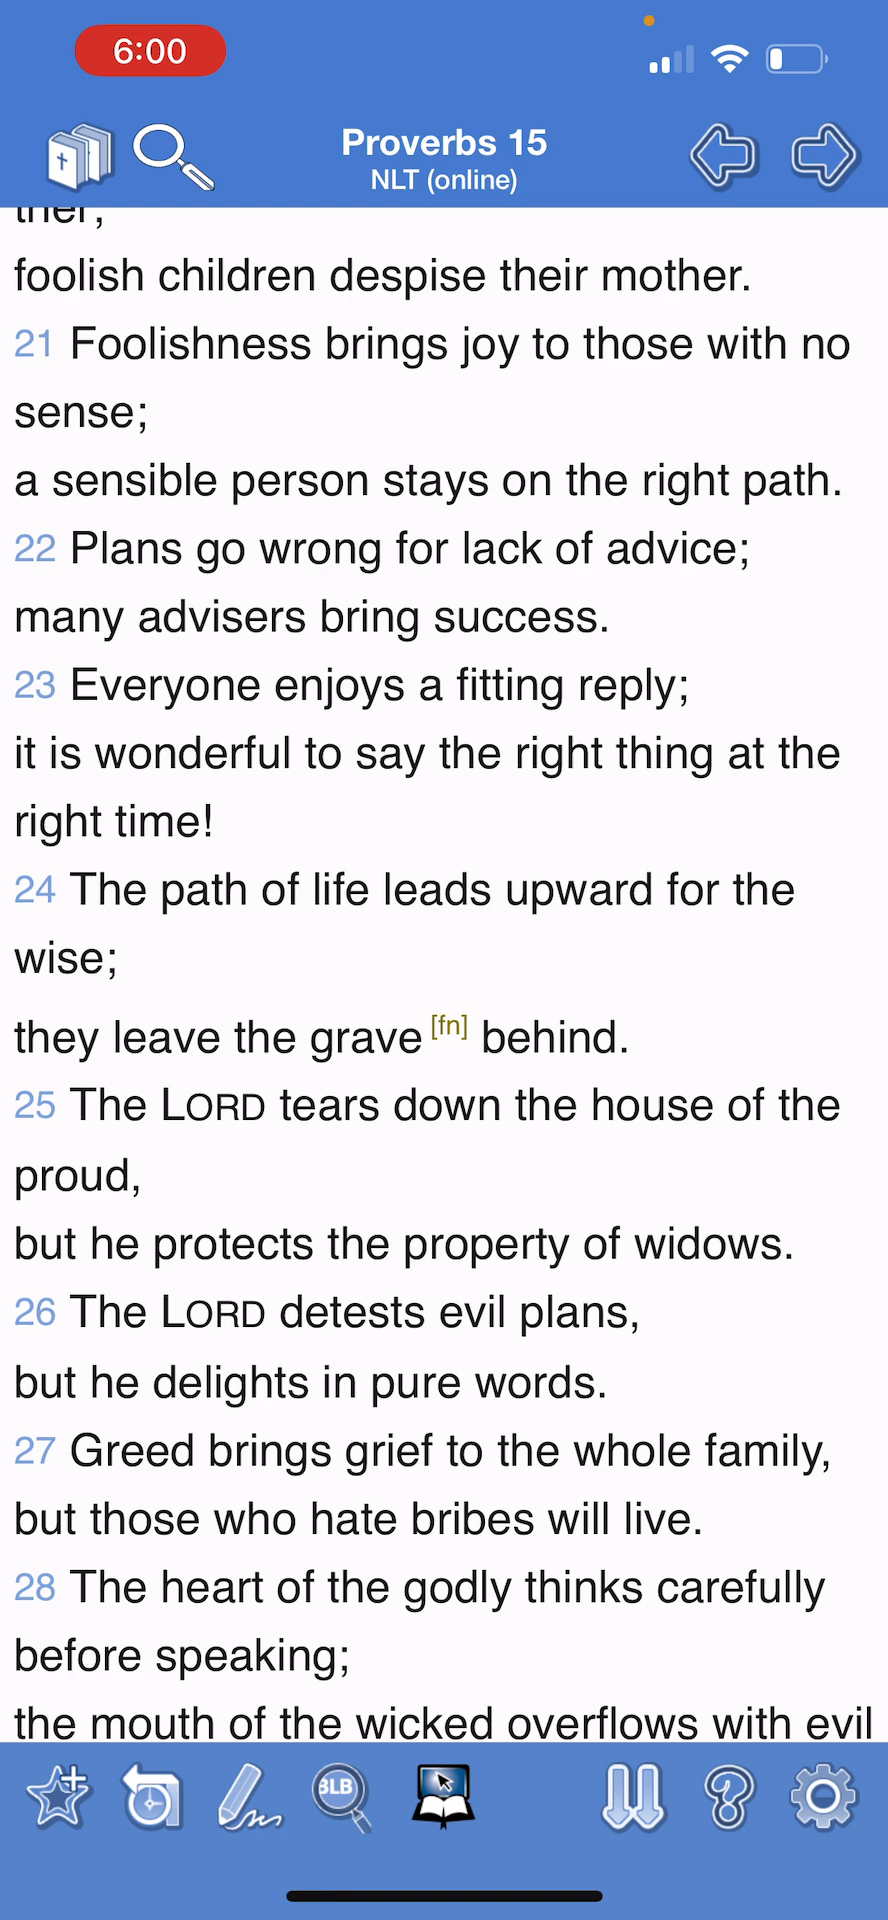 6:00
Proverbs 15
NLT (online)
ther;
foolish children despise their mother.
21 Foolishness brings joy to those with no
sense;
a sensible person stays on the right path.
22 Plans go wrong for lack of advice;
many advisers bring success.
23 Everyone enjoys a fitting reply;
it is wonderful to say the right thing at the
right time!
24 The path of life leads upward for the
wise;
they leave the grave [fn] behind.
25 The LORD tears down the house of the
proud,
but he protects the property of widows.
26 The LORD detests evil plans,
but he delights in pure words.
27 Greed brings grief to the whole family,
but those who hate bribes will live.
28 The heart of the godly thinks carefully
before speaking;
the mouth of the wicked overflows with evil
BLB